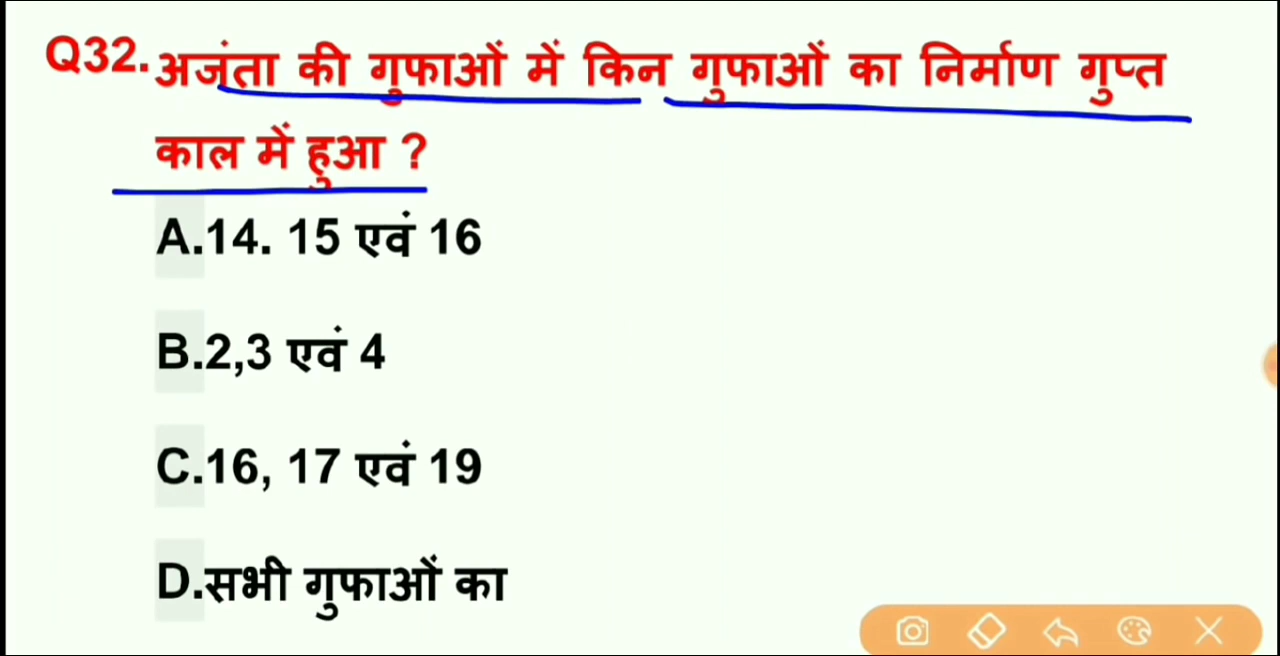 Q32. अजंता की गुफाओं में किन गुफाओं का निर्माण गुप्त
काल में हुआ ?
A.14. 15 एवं 16
B.2,3 एवं 4
C.16, 17 एवं 19
D.सभी गुफाओं का